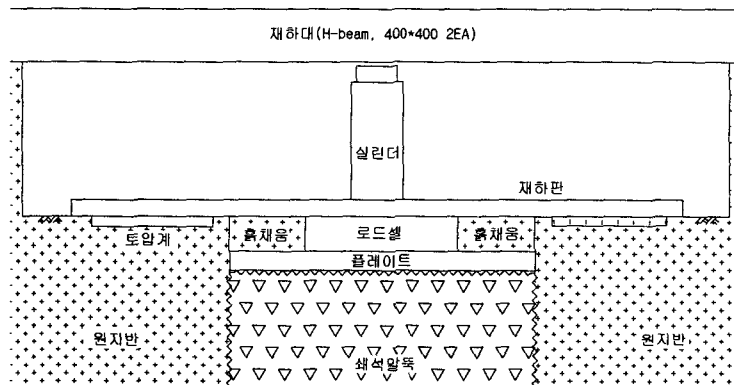 재하대(H-beam, 400*400 2EA)
실린더
재하판
토압계
흙채움
로드셀
흙채움
플레이트
원지반
쇄석말뚝
원지반